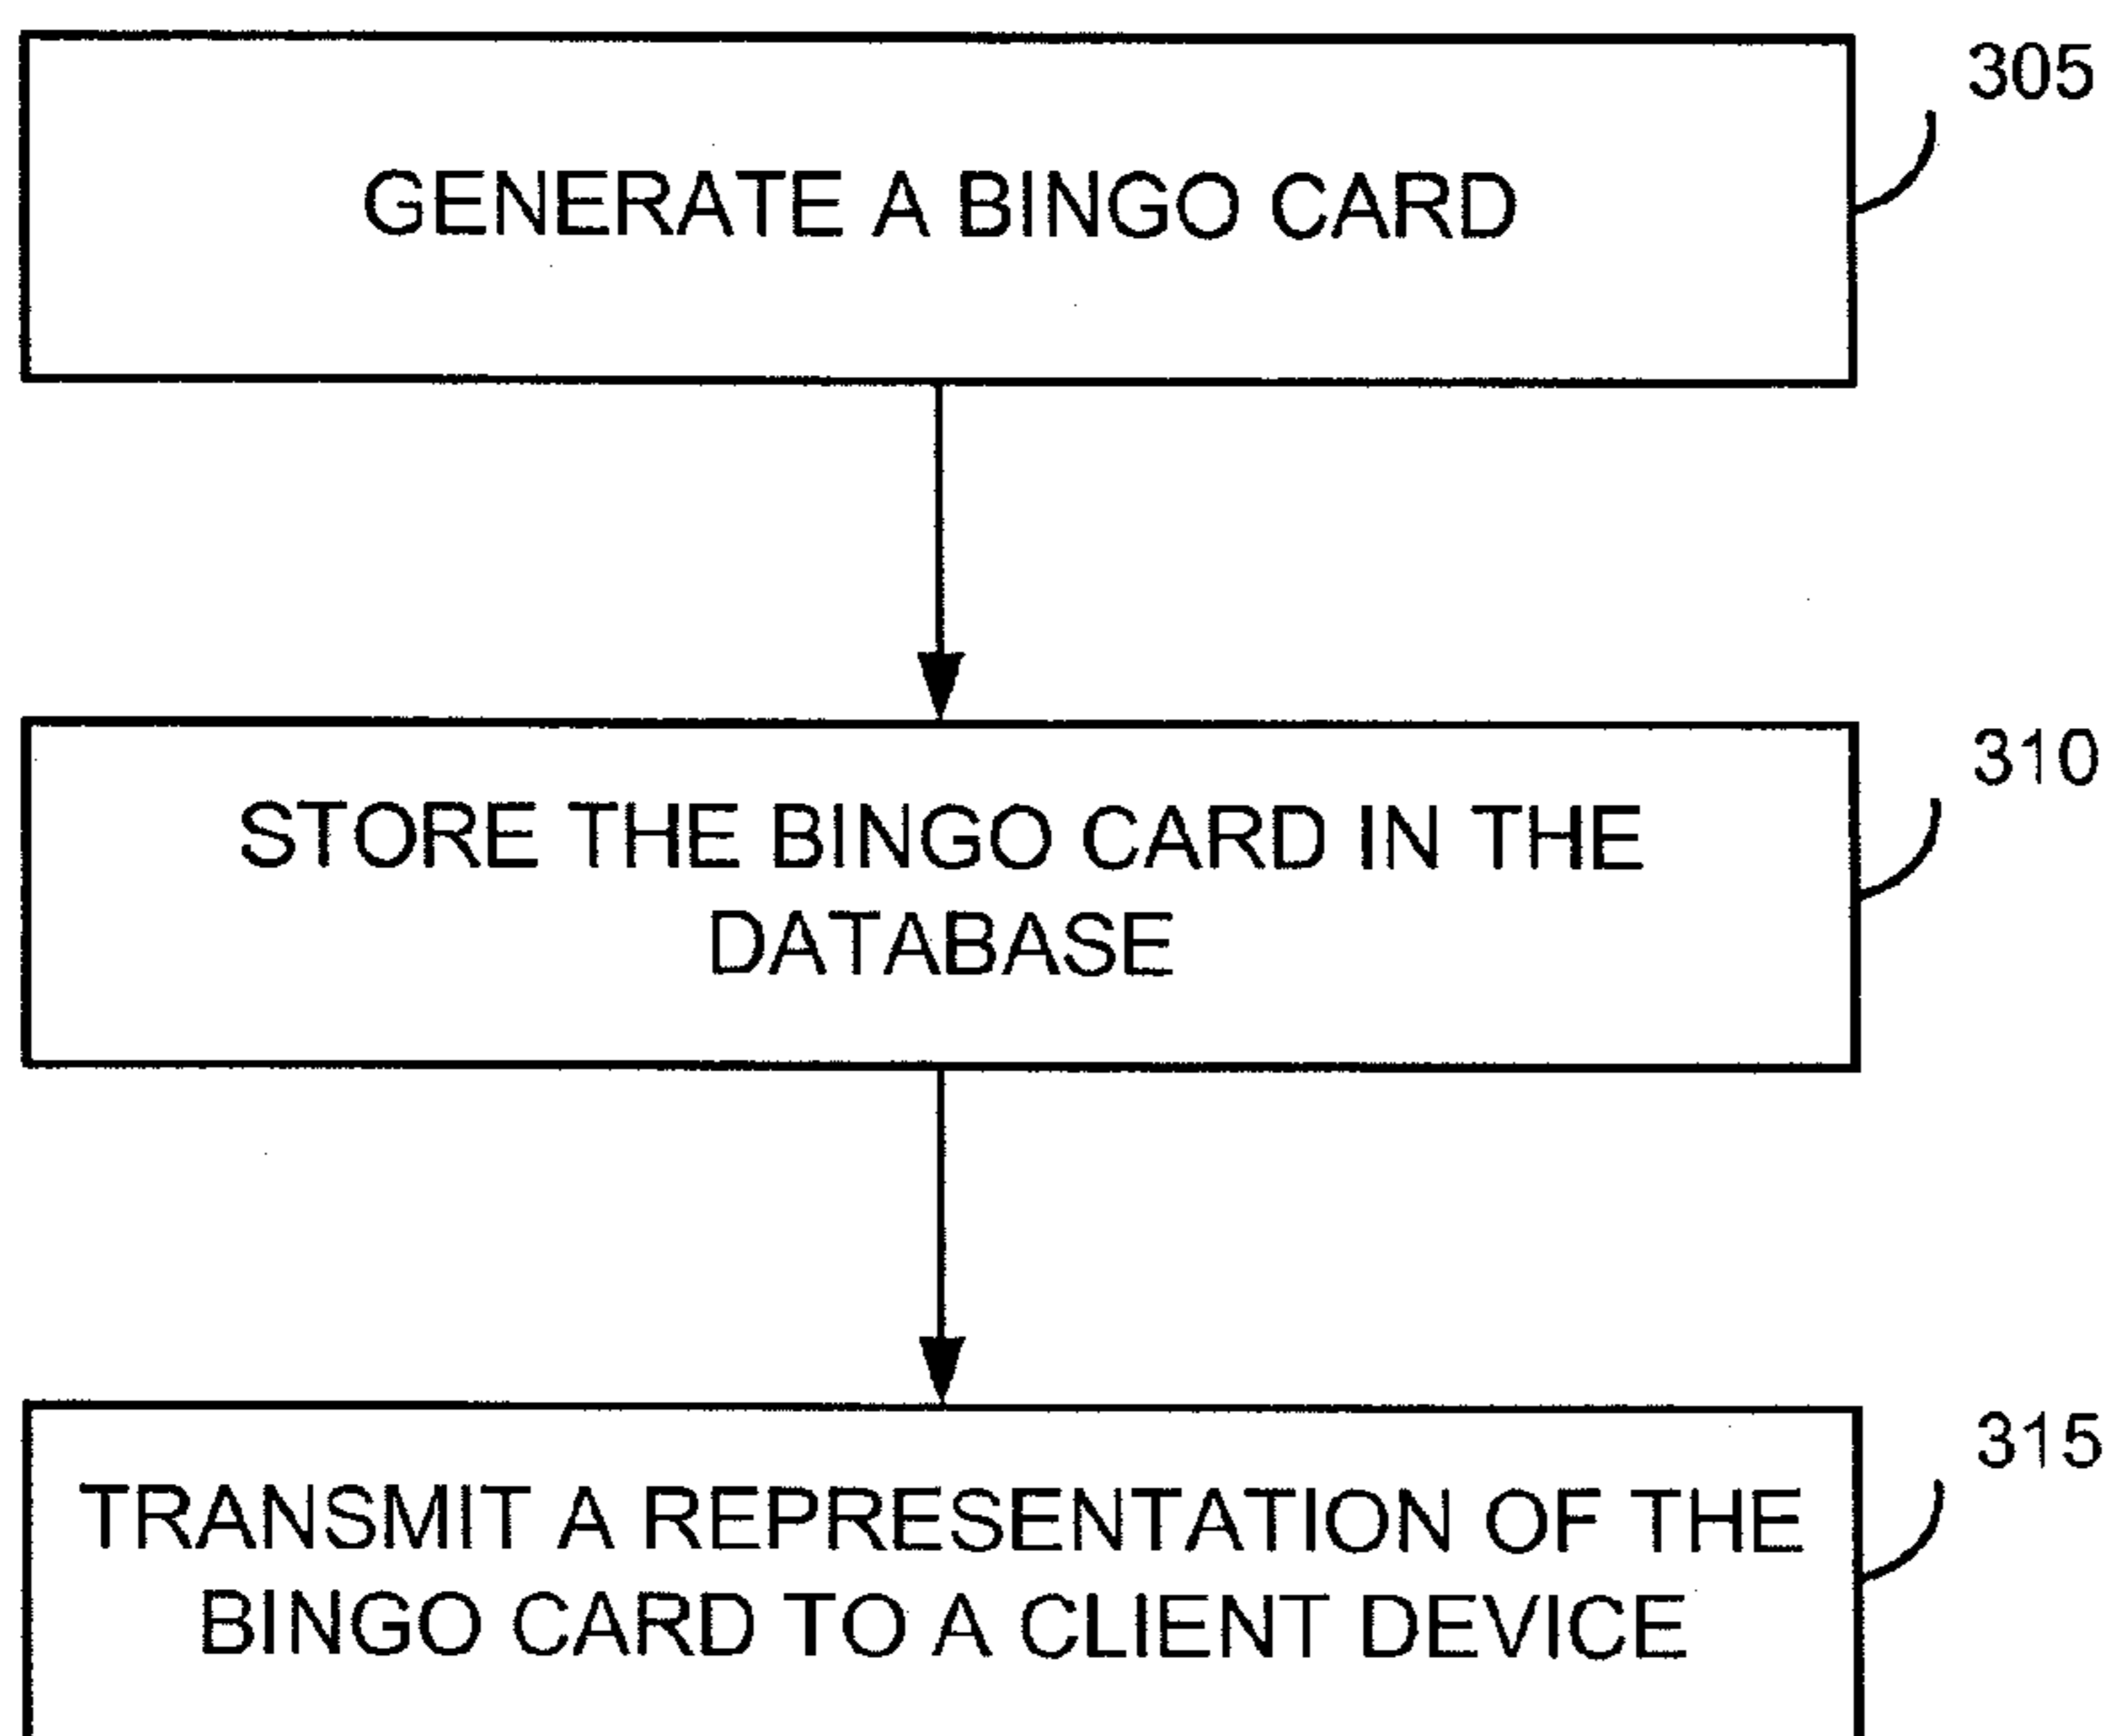 305
GENERATE A BINGO CARD
310
STORE THE BINGO CARD IN THE
DATABASE
315
TRANSMIT A REPRESENTATION OF THE
BINGO CARD TO A CLIENT DEVICE